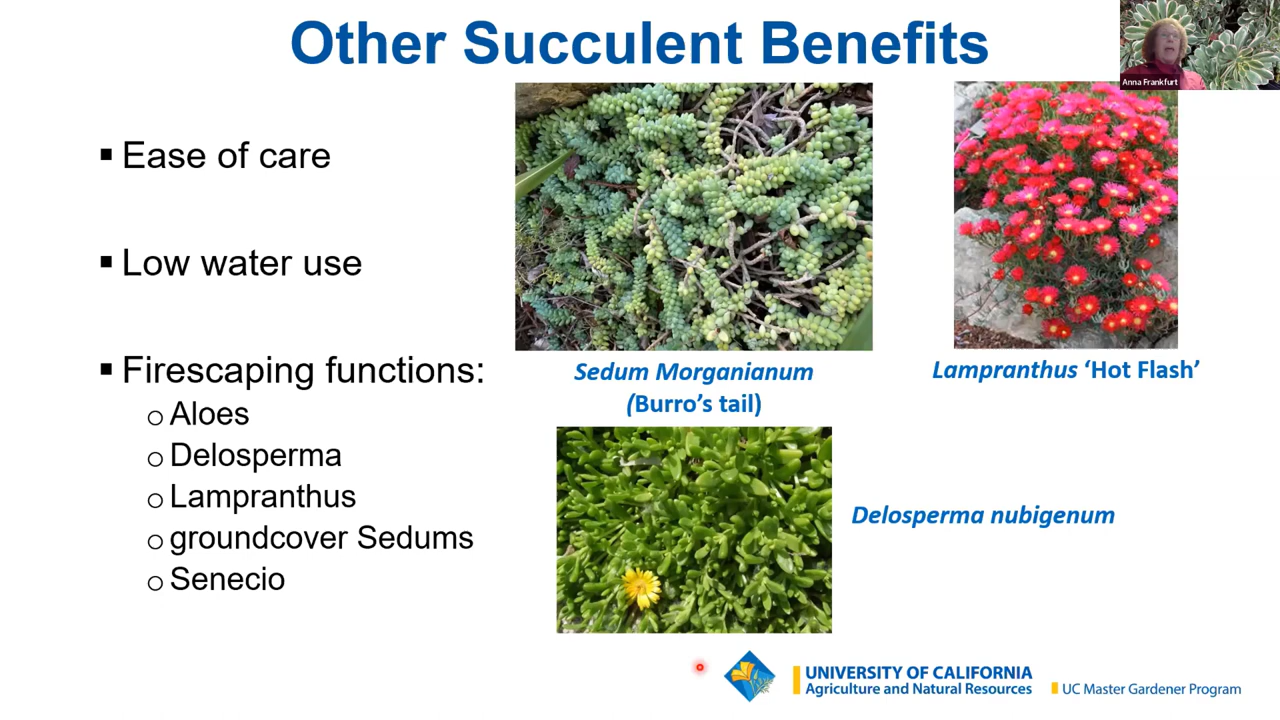 Other Succulent Benefits
Anna Frankfurt
Ease of care
Low water use
Firescaping functions:
Aloes
Delosperma
Lampranthus
groundcover Sedums
Senecio
Sedum Morganianum
(Burro's tail)
Lampranthus ‘Hot Flash’
Delosperma nubigenum
UNIVERSITY OF CALIFORNIA
Agriculture and Natural Resources
UC Master Gardener Program